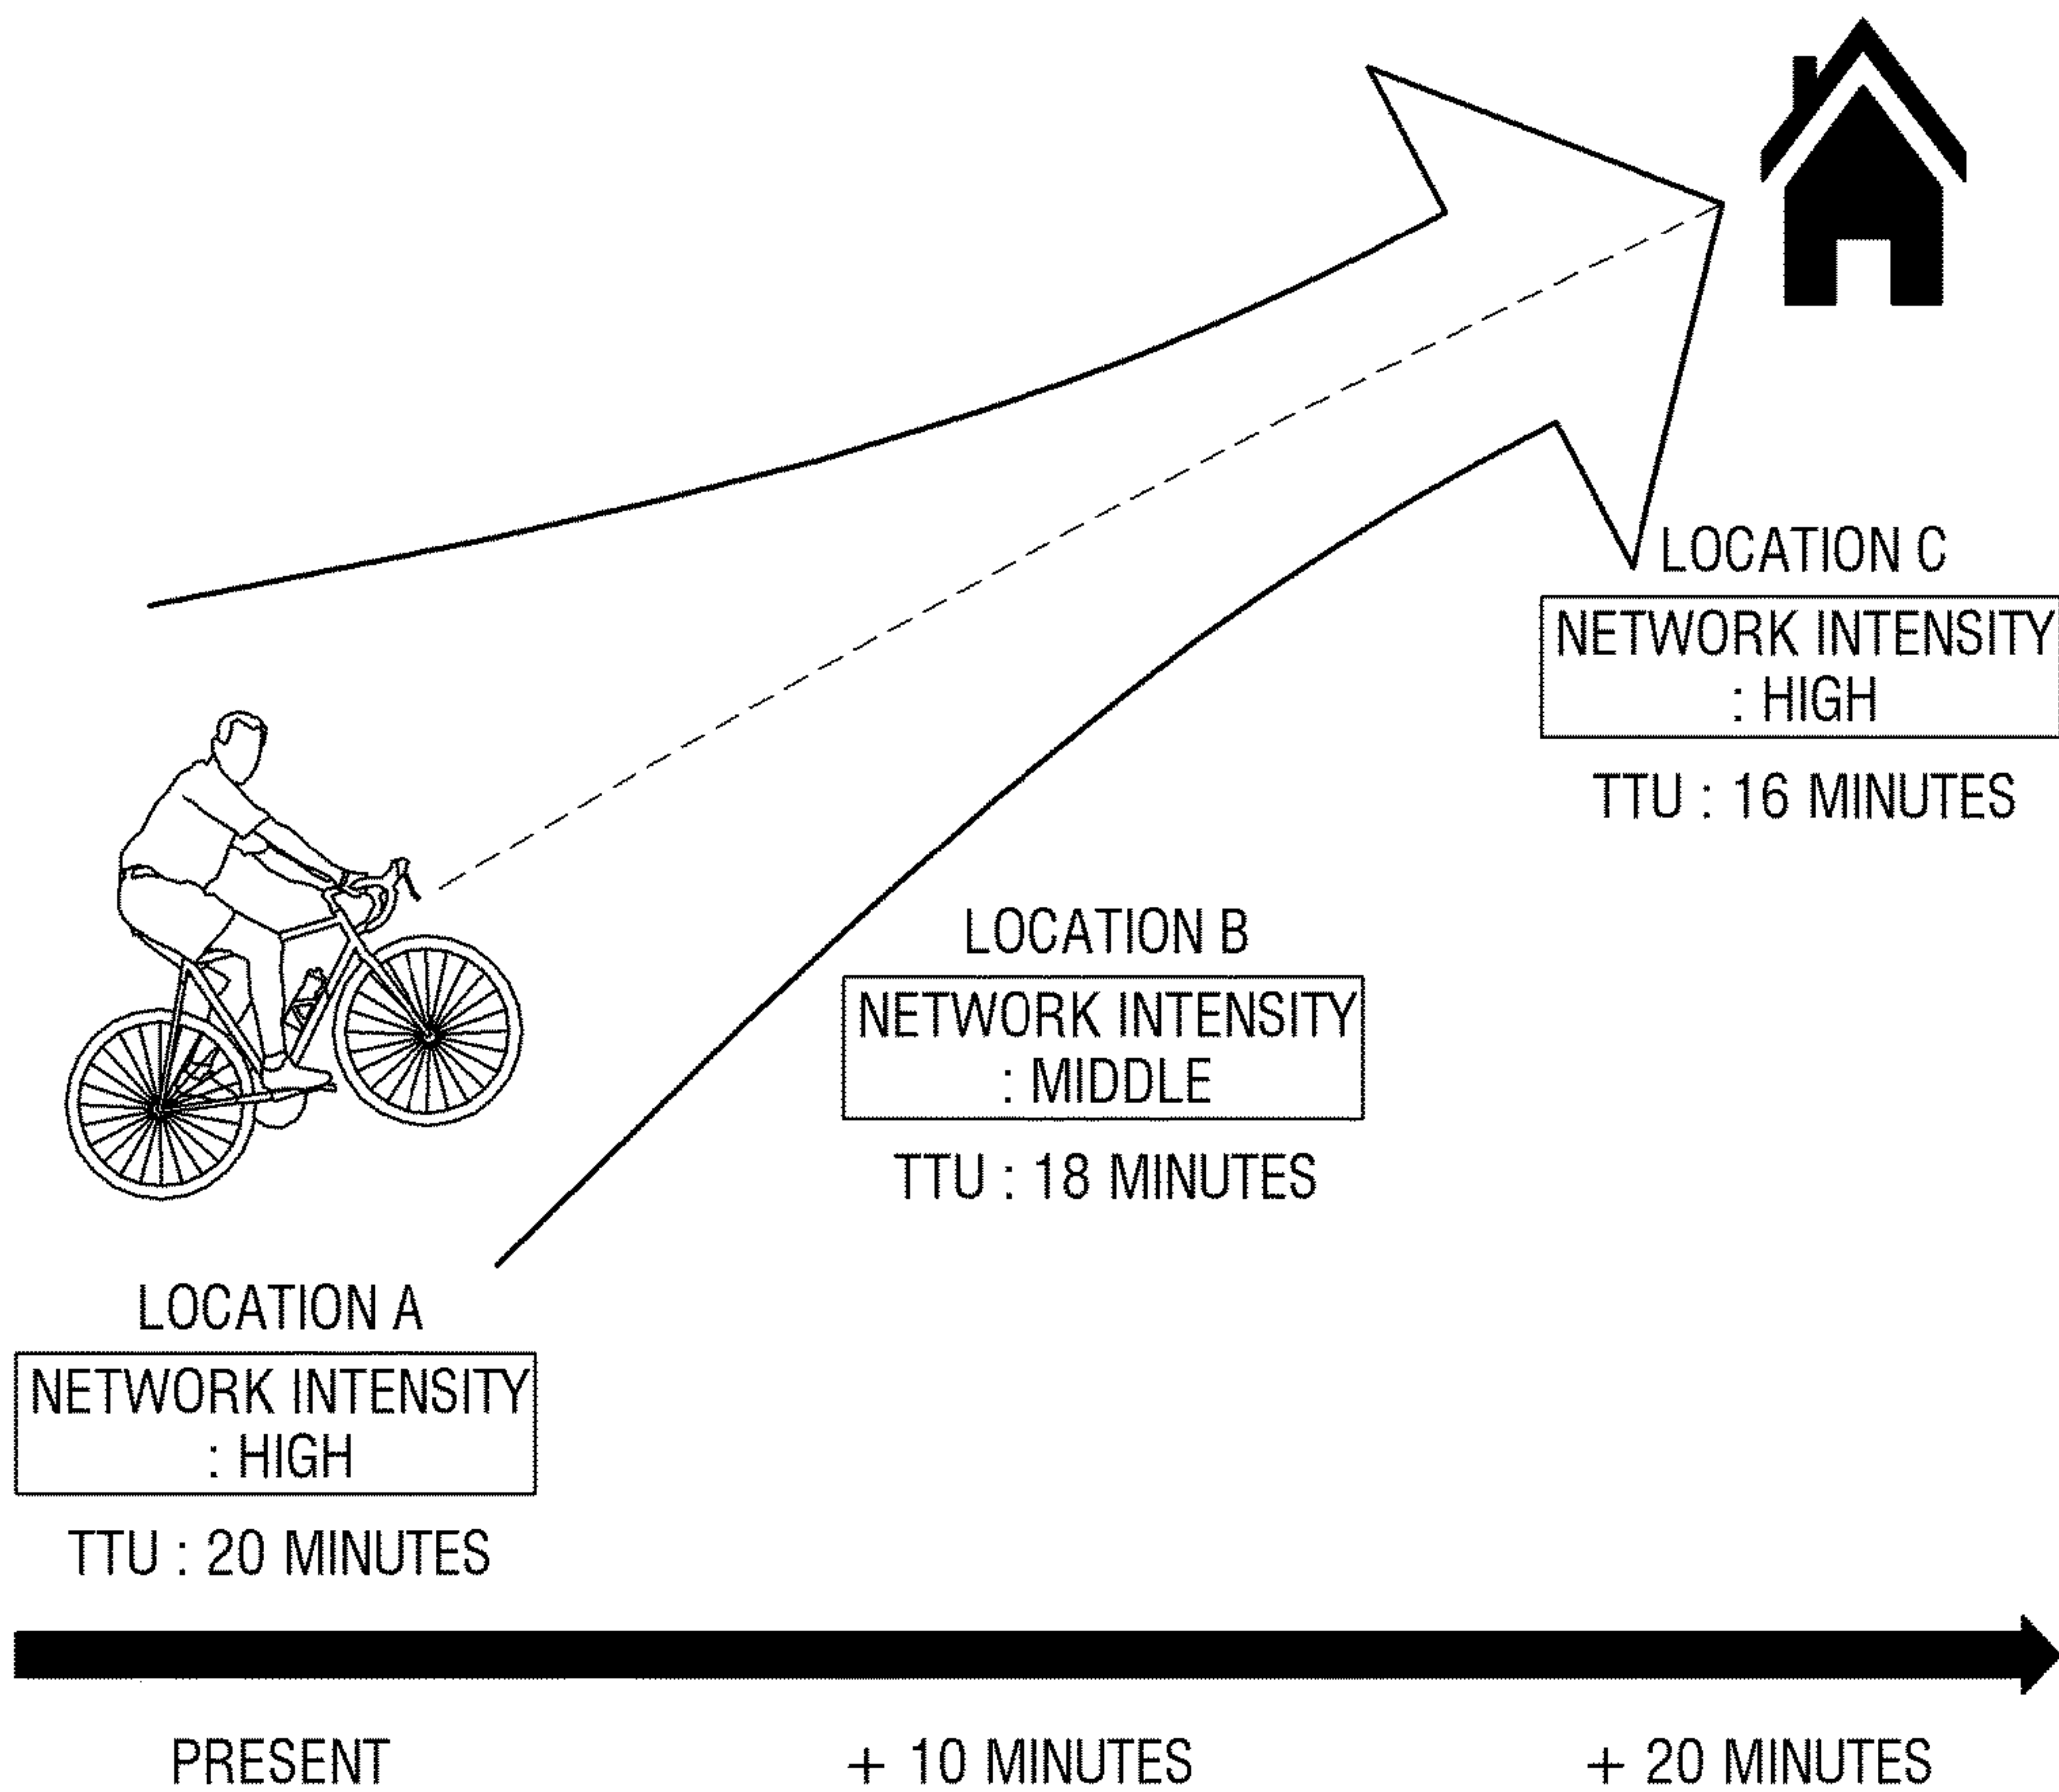 LOCATION C
NETWORK INTENSITY
: HIGH
TTU : 16 MINUTES
LOCATION B
NETWORK INTENSITY
: MIDDLE
TTU : 18 MINUTES
LOCATION A
NETWORK INTENSITY
: HIGH
TTU : 20 MINUTES
PRESENT
+ 10 MINUTES
+ 20 MINUTES